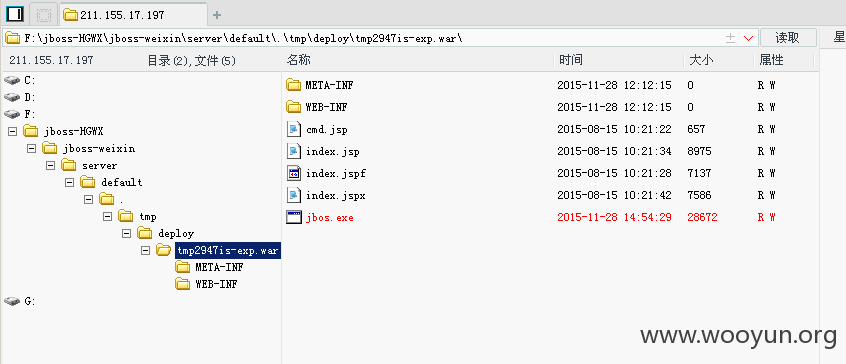 211.155.17.197
F:\jboss-HGWX\jboss-weixin\server\default\.\tmp\deploy\tmp2947is-exp.war\ 读取
211.155.17.197 目录(2),文件(5) 名称 时间 大小 属性
C:
D:
F:
jboss-HGWX
jboss-weixin
server
default
.
tmp
deploy
tmp2947is-exp.war
META-INF
WEB-INF
G:
META-INF 2015-11-28 12:12:15 0 R W
WEB-INF 2015-11-28 12:12:15 0 R W
cmd.jsp 2015-08-15 10:21:22 657 R W
index.jsp 2015-08-15 10:21:34 8975 R W
index.jspf 2015-08-15 10:21:28 7137 R W
index.jspx 2015-08-15 10:21:42 7586 R W
jbos.exe 2015-11-28 14:54:29 28672 R W
www.wooyun.org